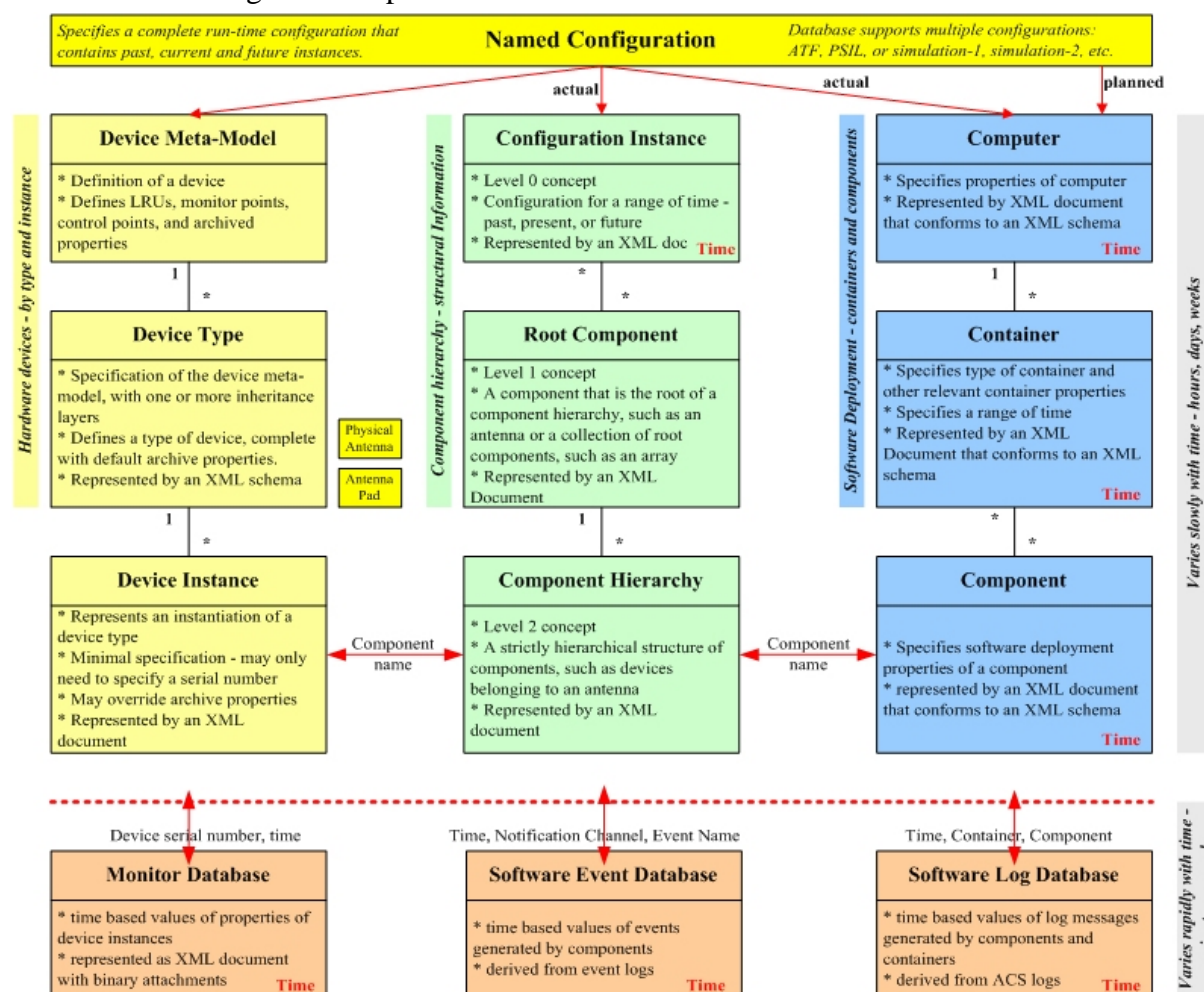 Specifies a complete run-time configuration that
contains past, current and future instances.
Named Configuration
Database supports multiple configurations:
ATF, PSIL, or simulation-1, simulation-2, etc.
actual
actual
planned
Hardware devices - by type and instance
Device Meta-Model
* Definition of a device
* Defines LRUs, monitor points,
control points, and archived
properties
1
*
Device Type
* Specification of the device meta-
model, with one or more inheritance
layers
* Defines a type of device, complete
with default archive properties.
* Represented by an XML schema
1
*
Physical
Antenna
Antenna
Pad
Device Instance
* Represents an instantiation of a
device type
* Minimal specification - may only
need to specify a serial number
* May override archive properties
* Represented by an XML
document
Component
name
Component hierarchy - structural Information
Configuration Instance
* Level 0 concept
* Configuration for a range of time -
past, present, or future
* Represented by an XML doc
Time
*
*
Root Component
* Level 1 concept
* A component that is the root of a
component hierarchy, such as an
antenna or a collection of root
components, such as an array
* Represented by an XML
Document
1
*
Component Hierarchy
* Level 2 concept
* A strictly hierarchical structure of
components, such as devices
belonging to an antenna
* Represented by an XML
document
Component
name
Software Deployment - containers and components
Computer
* Specifies properties of computer
* Represented by XML document
that conforms to an XML schema
Time
1
*
Container
* Specifies type of container and
other relevant container properties
* Specifies a range of time
* Represented by an XML
Document that conforms to an XML
schema
Time
*
*
Component
* Specifies software deployment
properties of a component
* represented by an XML document
that conforms to an XML schema
Time
Varies slowly with time - hours, days, weeks
Device serial number, time
Monitor Database
* time based values of properties of
device instances
* represented as XML document
with binary attachments
Time
Time, Notification Channel, Event Name
Software Event Database
* time based values of events
generated by components
* derived from event logs
Time
Time, Container, Component
Software Log Database
* time based values of log messages
generated by components and
containers
* derived from ACS logs
Time
Varies rapidly with time -